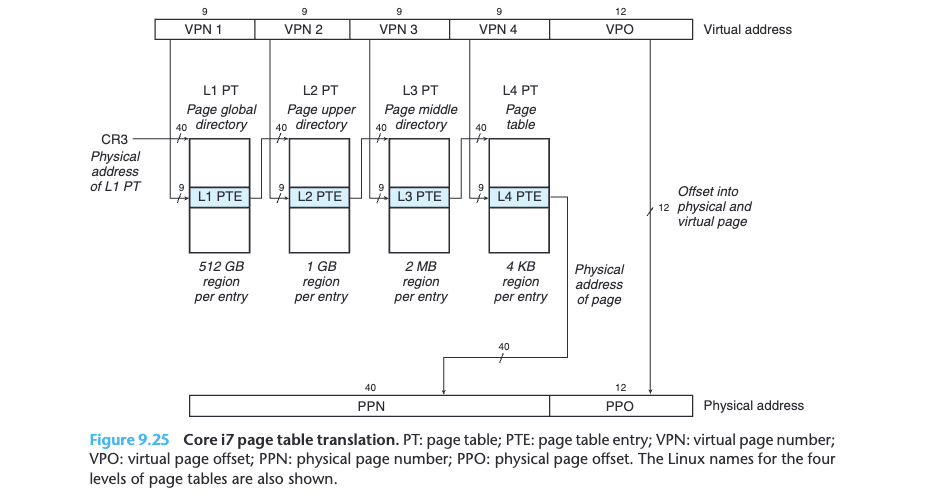 9 9 9 9 12
VPN 1 VPN 2 VPN 3 VPN 4 VPO Virtual address
L1 PT L2 PT L3 PT L4 PT
Page global Page upper Page middle Page
directory directory directory table
40 40 40 40
CR3
Physical
address
of L1 PT
9 9 9 9
L1 PTE L2 PTE L3 PTE L4 PTE
12
Offset into
physical and
virtual page
512 GB 1 GB 2 MB 4 KB
region region region region
per entry per entry per entry per entry
Physical
address
of page
40
40 12
PPN PPO Physical address
Figure 9.25 Core i7 page table translation. PT: page table; PTE: page table entry; VPN: virtual page number;
VPO: virtual page offset; PPN: physical page number; PPO: physical page offset. The Linux names for the four
levels of page tables are also shown.